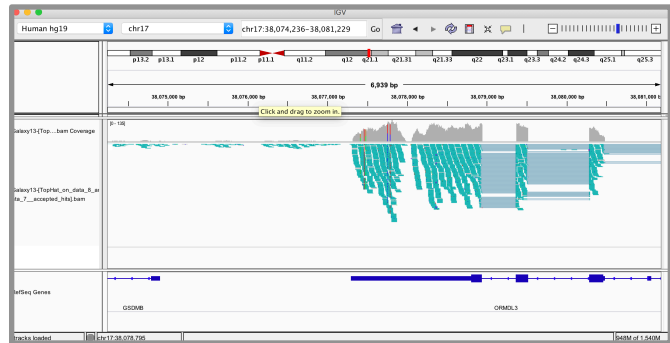 IGV
Human hg19 chr17 chr17:38,074,236-38,081,229 Go
p13.2 p13.1 p12 p11.2 p11.1 q11.2 q12 q21.1 q21.31 q21.33 q22 q23.1 q23.3 q24.2 q24.3 q25.1 q25.3
6,939 bp
38,075,000 bp 38,076,000 bp 38,077,000 bp 38,078,000 bp 38,079,000 bp 38,080,000 bp 38,081,000 b
Click and drag to zoom in.
[0 - 135]
Galaxy13-[Top....bam Coverage
Galaxy13-[TopHat_on_data_8_a
ta_7__accepted_hits].bam
RefSeq Genes
GSDMB ORMDL3
tracks loaded chr17:38,078,795 948M of 1,540M